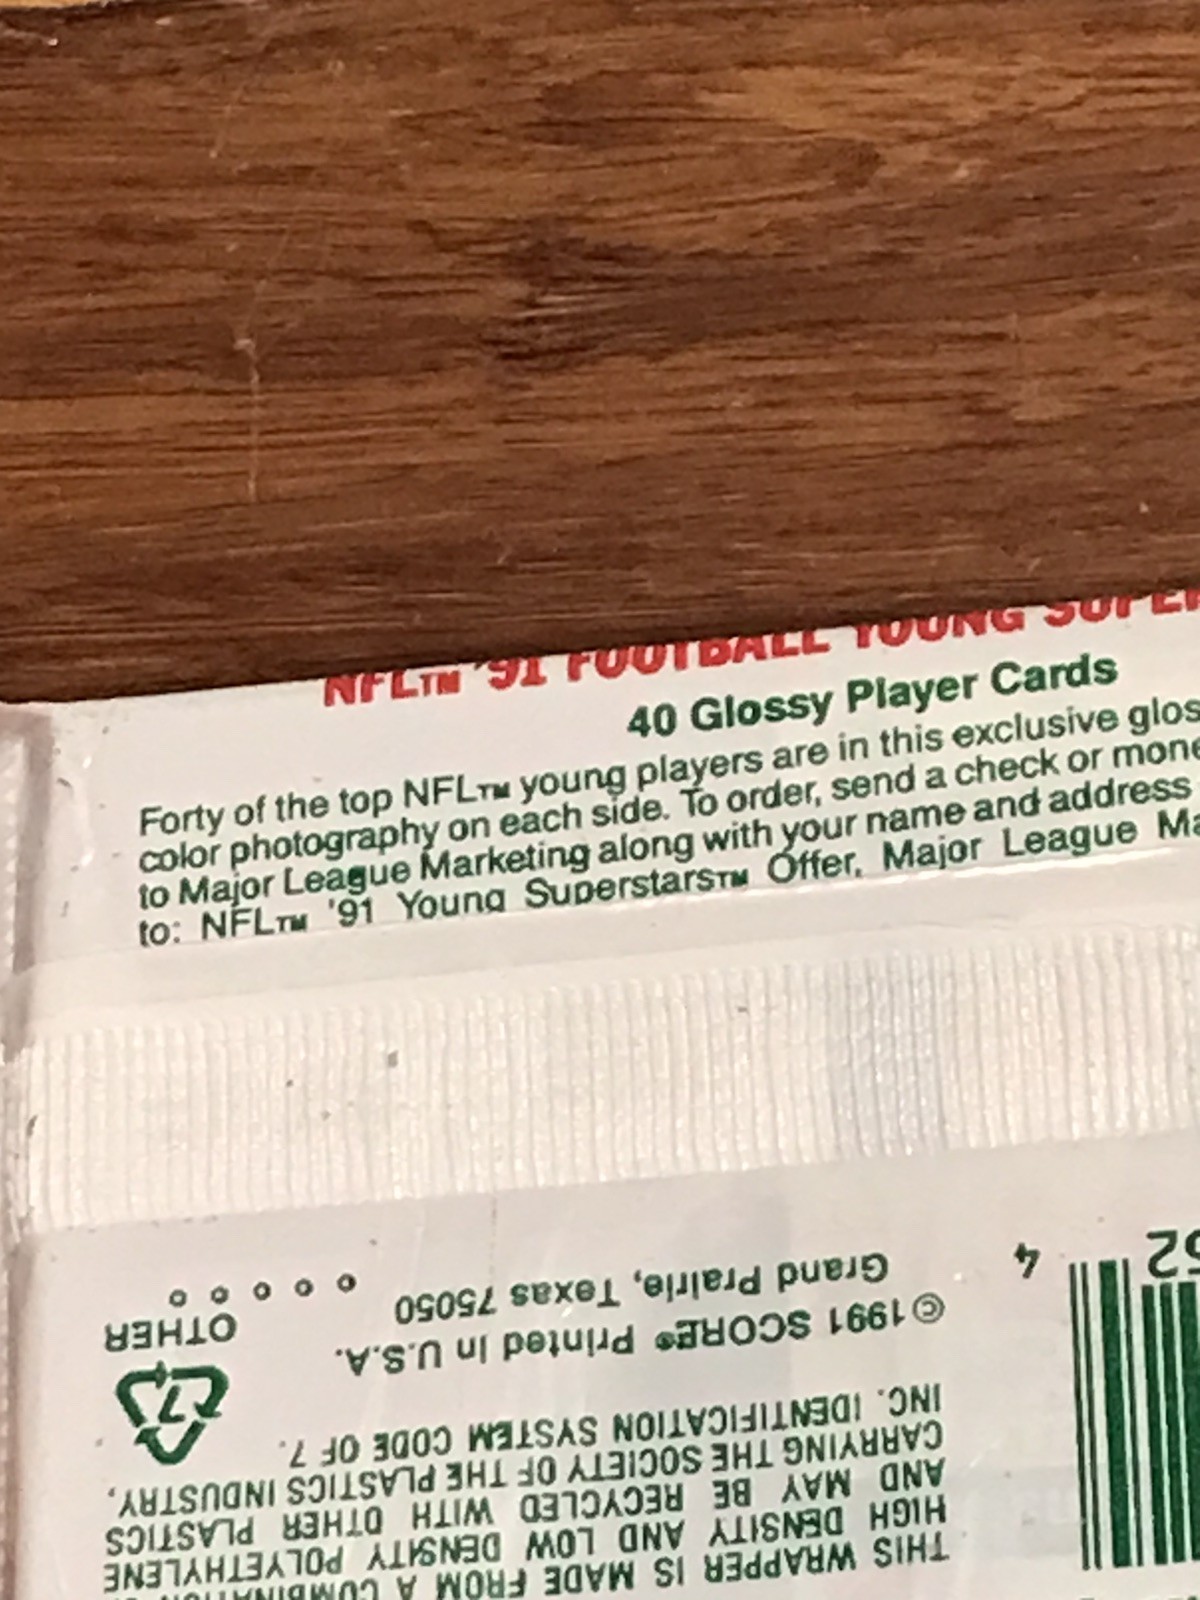 NFL™ '91 FOOTBALL YOUNG
40 Glossy Player Cards
Forty of the top NFL™ young players are in this exclusive
color photography on each side. To order, send a check or
to Major League Marketing along with your name and address
to: NFL™ '91 Young Superstars™ Offer, Major League
THIS WRAPPER IS MADE FROM A
HIGH DENSITY AND LOW DENSITY POLYETHYLENE
AND MAY BE RECYCLED WITH OTHER PLASTICS
CARRYING THE SOCIETY OF THE PLASTICS INDUSTRY,
INC. IDENTIFICATION SYSTEM CODE OF 7.
7
OTHER
©1991 SCORE® Printed in U.S.A.
Grand Prairie, Texas 75050
4